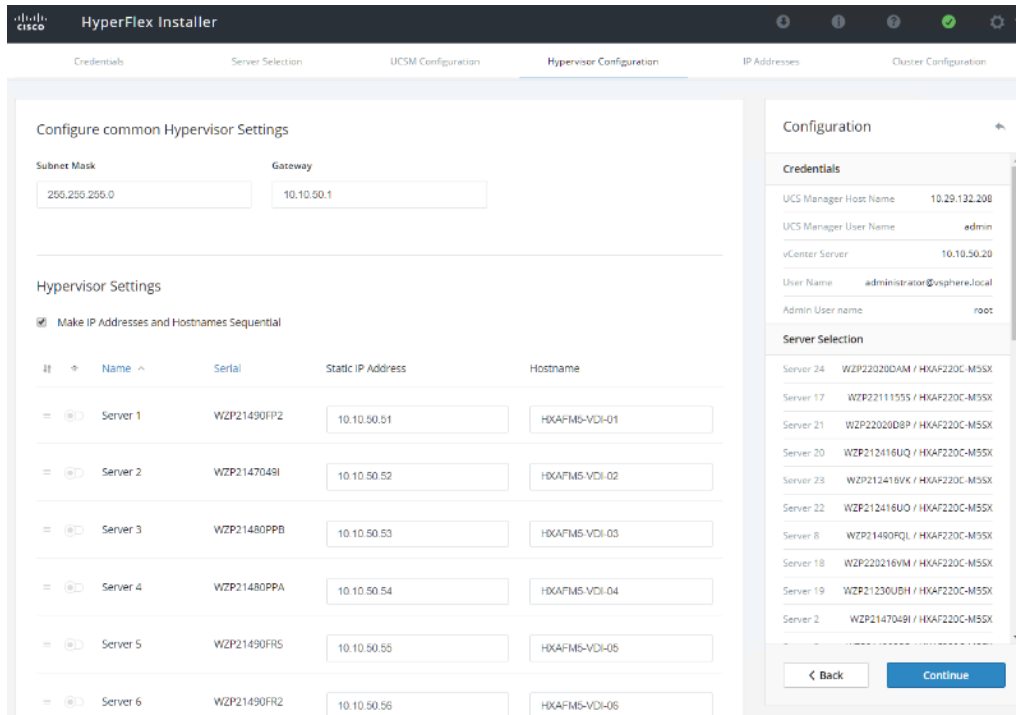 cisco HyperFlex Installer
Credentials Server Selection UCSM Configuration Hypervisor Configuration IP Addresses Cluster Configuration
Configure common Hypervisor Settings
Subnet Mask Gateway
255.255.255.0 10.10.50.1
Hypervisor Settings
Make IP Addresses and Hostnames Sequential
Name Serial Static IP Address Hostname
Server 1 WZP21490FP2 10.10.50.51 HXAFM5-VDI-01
Server 2 WZP2147049I 10.10.50.52 HXAFM5-VDI-02
Server 3 WZP21480PPB 10.10.50.53 HXAFM5-VDI-03
Server 4 WZP21480PPA 10.10.50.54 HXAFM5-VDI-04
Server 5 WZP21490FRS 10.10.50.55 HXAFM5-VDI-05
Server 6 WZP21490FR2 10.10.50.56 HXAFM5-VDI-06
Configuration
Credentials
UCS Manager Host Name 10.29.132.208
UCS Manager User Name admin
vCenter Server 10.10.50.20
User Name administrator@vsphere.local
Admin User name root
Server Selection
Server 24 WZP22020DAM / HXAF220C-M5SX
Server 17 WZP2211155S / HXAF220C-M5SX
Server 21 WZP22020D8P / HXAF220C-M5SX
Server 20 WZP212416UQ / HXAF220C-M5SX
Server 23 WZP212416VK / HXAF220C-M5SX
Server 22 WZP212416UO / HXAF220C-M5SX
Server 8 WZP21490FQL / HXAF220C-M5SX
Server 18 WZP220216VM / HXAF220C-M5SX
Server 19 WZP21230UBH / HXAF220C-M5SX
Server 2 WZP2147049I / HXAF220C-M5SX
Back Continue